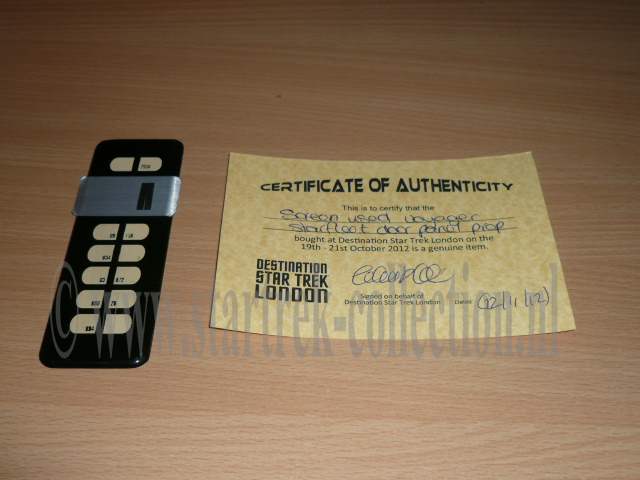 CERTIFICATE OF AUTHENTICITY
This is to certify that the
Screen used Voyager
starfleet door panel prop
bought at Destination Star Trek London on the
19th - 21st October 2012 is a genuine item.
DESTINATION
STAR TREK
LONDON
Signed on behalf of
Destination Star Trek London
Dated
© www.startrek-collection.nl